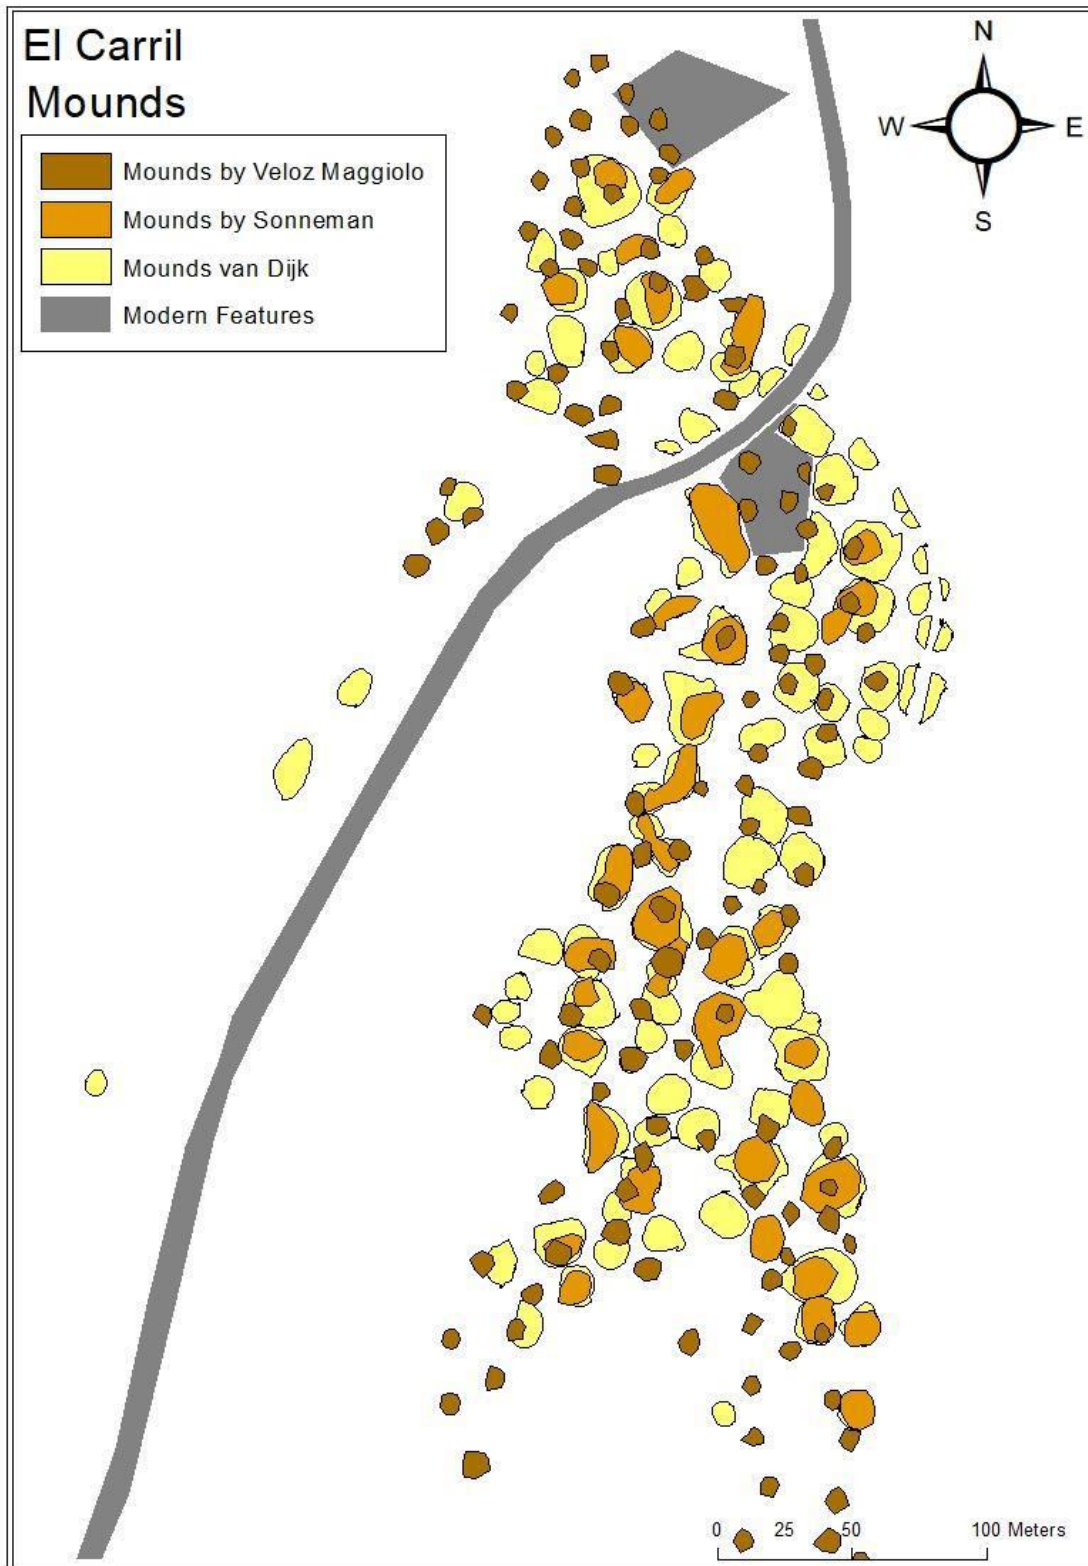 El Carril
Mounds
Mounds by Veloz Maggiolo
Mounds by Sonneman
Mounds van Dijk
Modern Features
N
W E
S
0 25 50 100 Meters